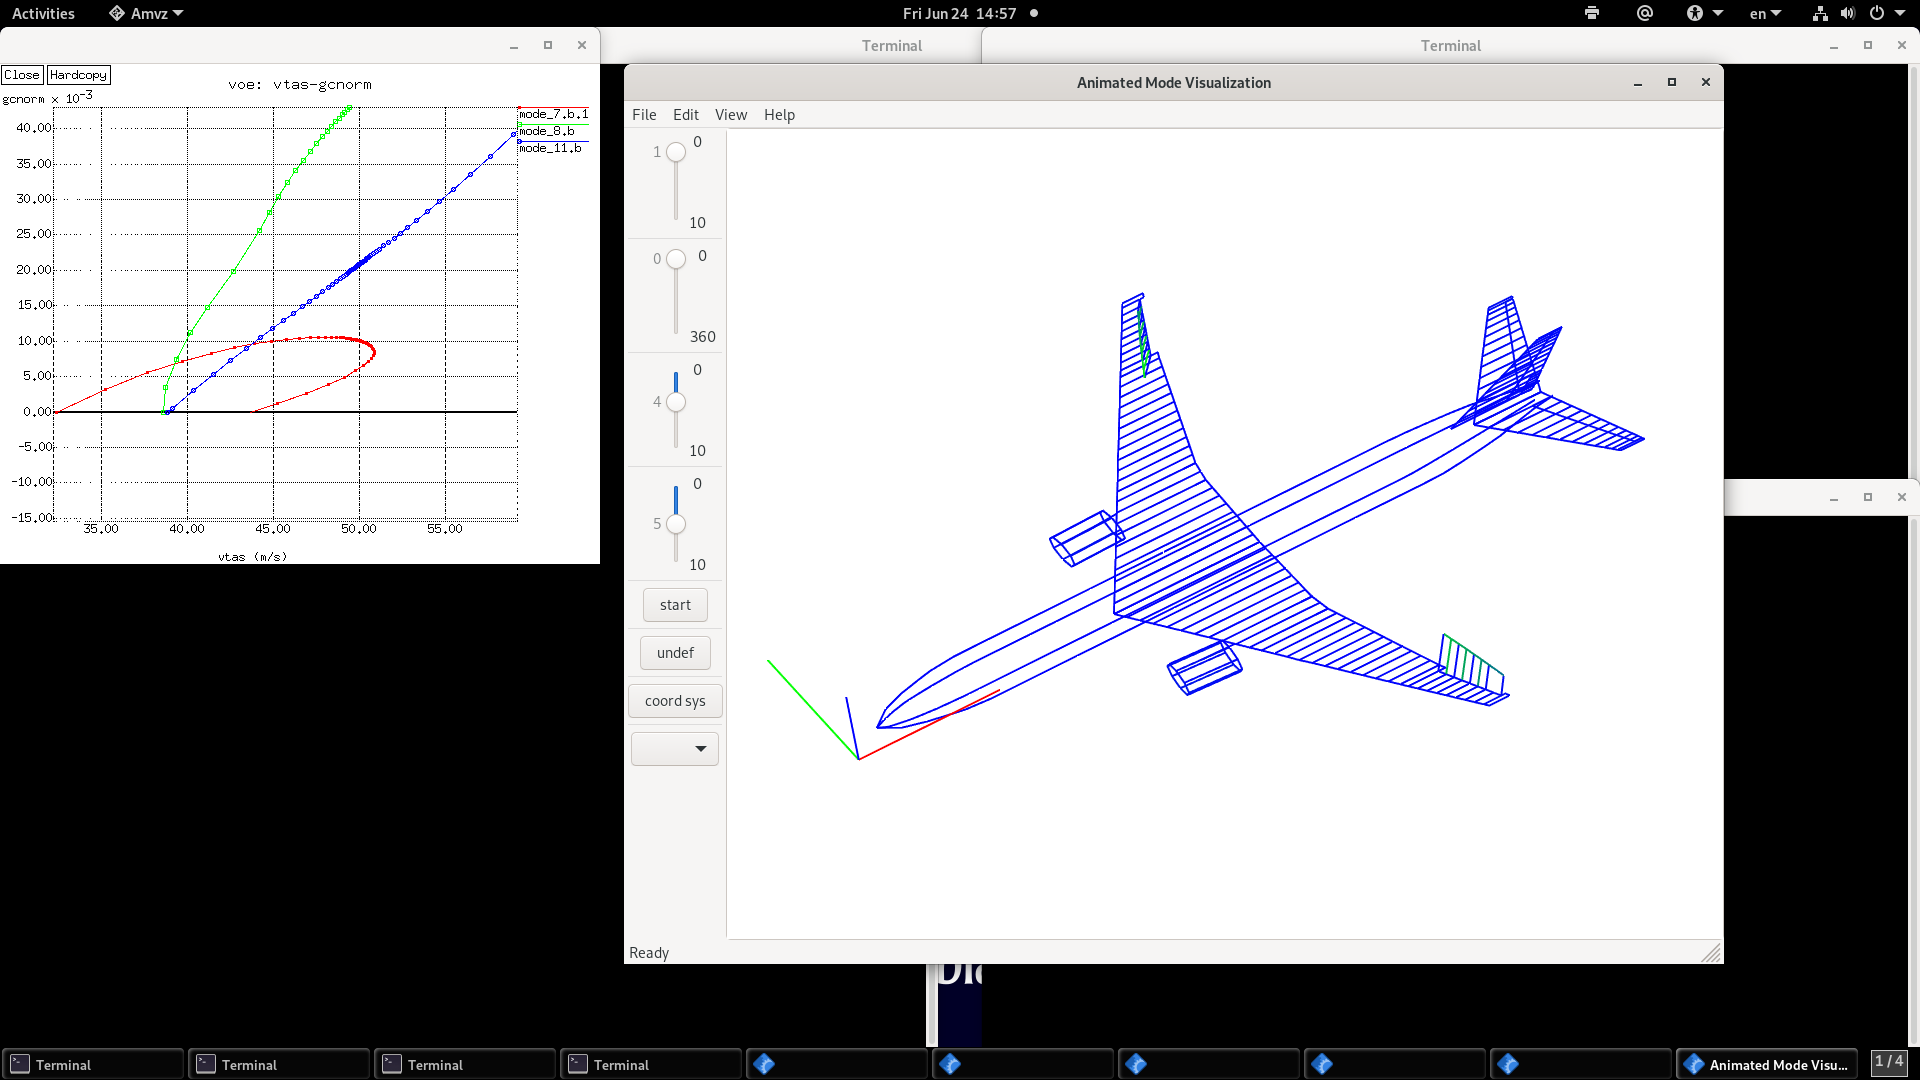 Activities
Amvz
Fri Jun 24 14:57
en
Terminal
Terminal
Close Hardcopy
voe: vtas-gcnorm
gcnorm x 10-3
mode_7.b.1
mode_8.b
mode_11.b
40.00
35.00
30.00
25.00
20.00
15.00
10.00
5.00
0.00
-5.00
-10.00
-15.00
35.00 40.00 45.00 50.00 55.00
vtas (m/s)
Animated Mode Visualization
File Edit View Help
0
1
10
0
0
360
0
4
10
0
5
10
start
undef
coord sys
Ready
Terminal
Terminal
Terminal
Terminal
Animated Mode Visu...
1 / 4